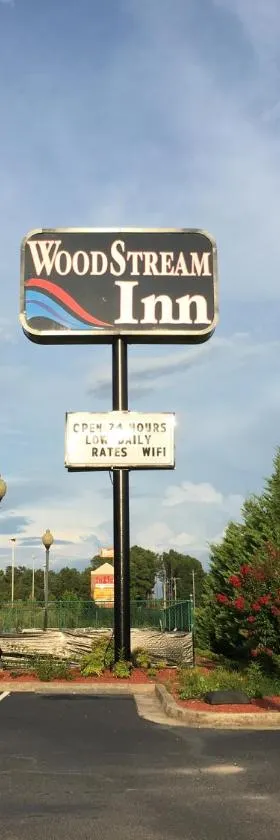 WOODSTREAM
Inn
OPEN 24 HOURS
LOW DAILY
RATES WIFI